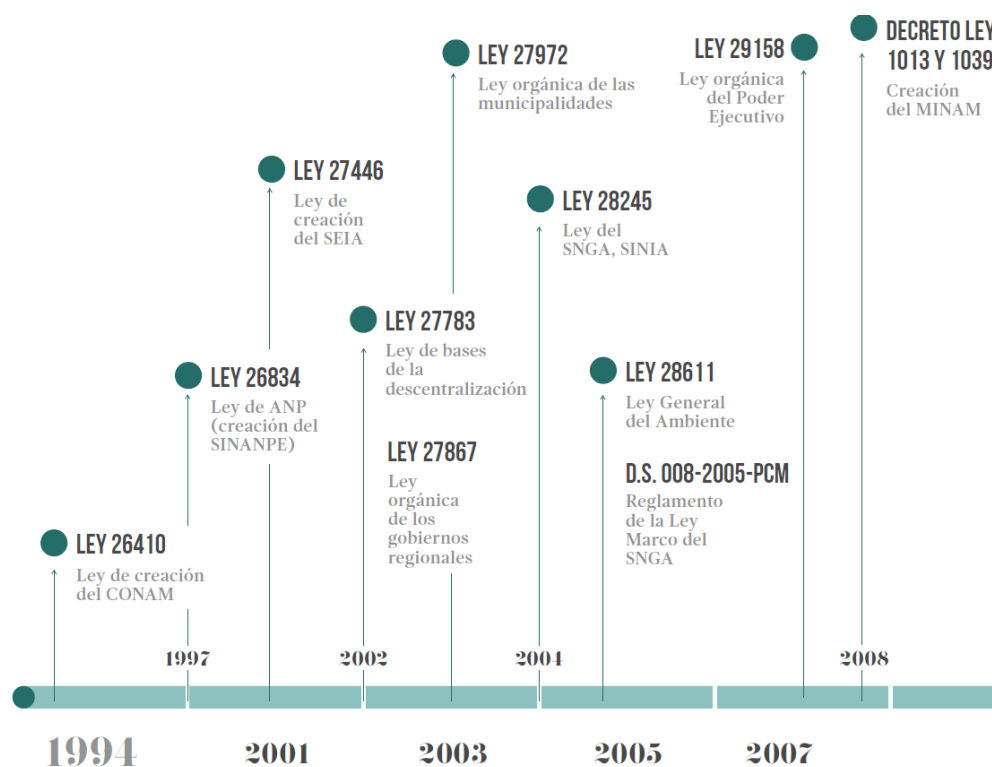 LEY 26410
Ley de creación
del CONAM
LEY 26834
Ley de ANP
(creación del
SINANPE)
LEY 27446
Ley de
creación
del SEIA
LEY 27783
Ley de bases
de la
descentralización
LEY 27867
Ley
orgánica
de los
gobiernos
regionales
LEY 27972
Ley orgánica de las
municipalidades
LEY 28245
Ley del
SNGA, SINIA
LEY 28611
Ley General
del Ambiente
D.S. 008-2005-PCM
Reglamento
de la Ley
Marco del
SNGA
LEY 29158
Ley orgánica
del Poder
Ejecutivo
DECRETO LEY
1013 Y 1039
Creación
del MINAM
1997
2002
2004
2008
1994
2001
2003
2005
2007